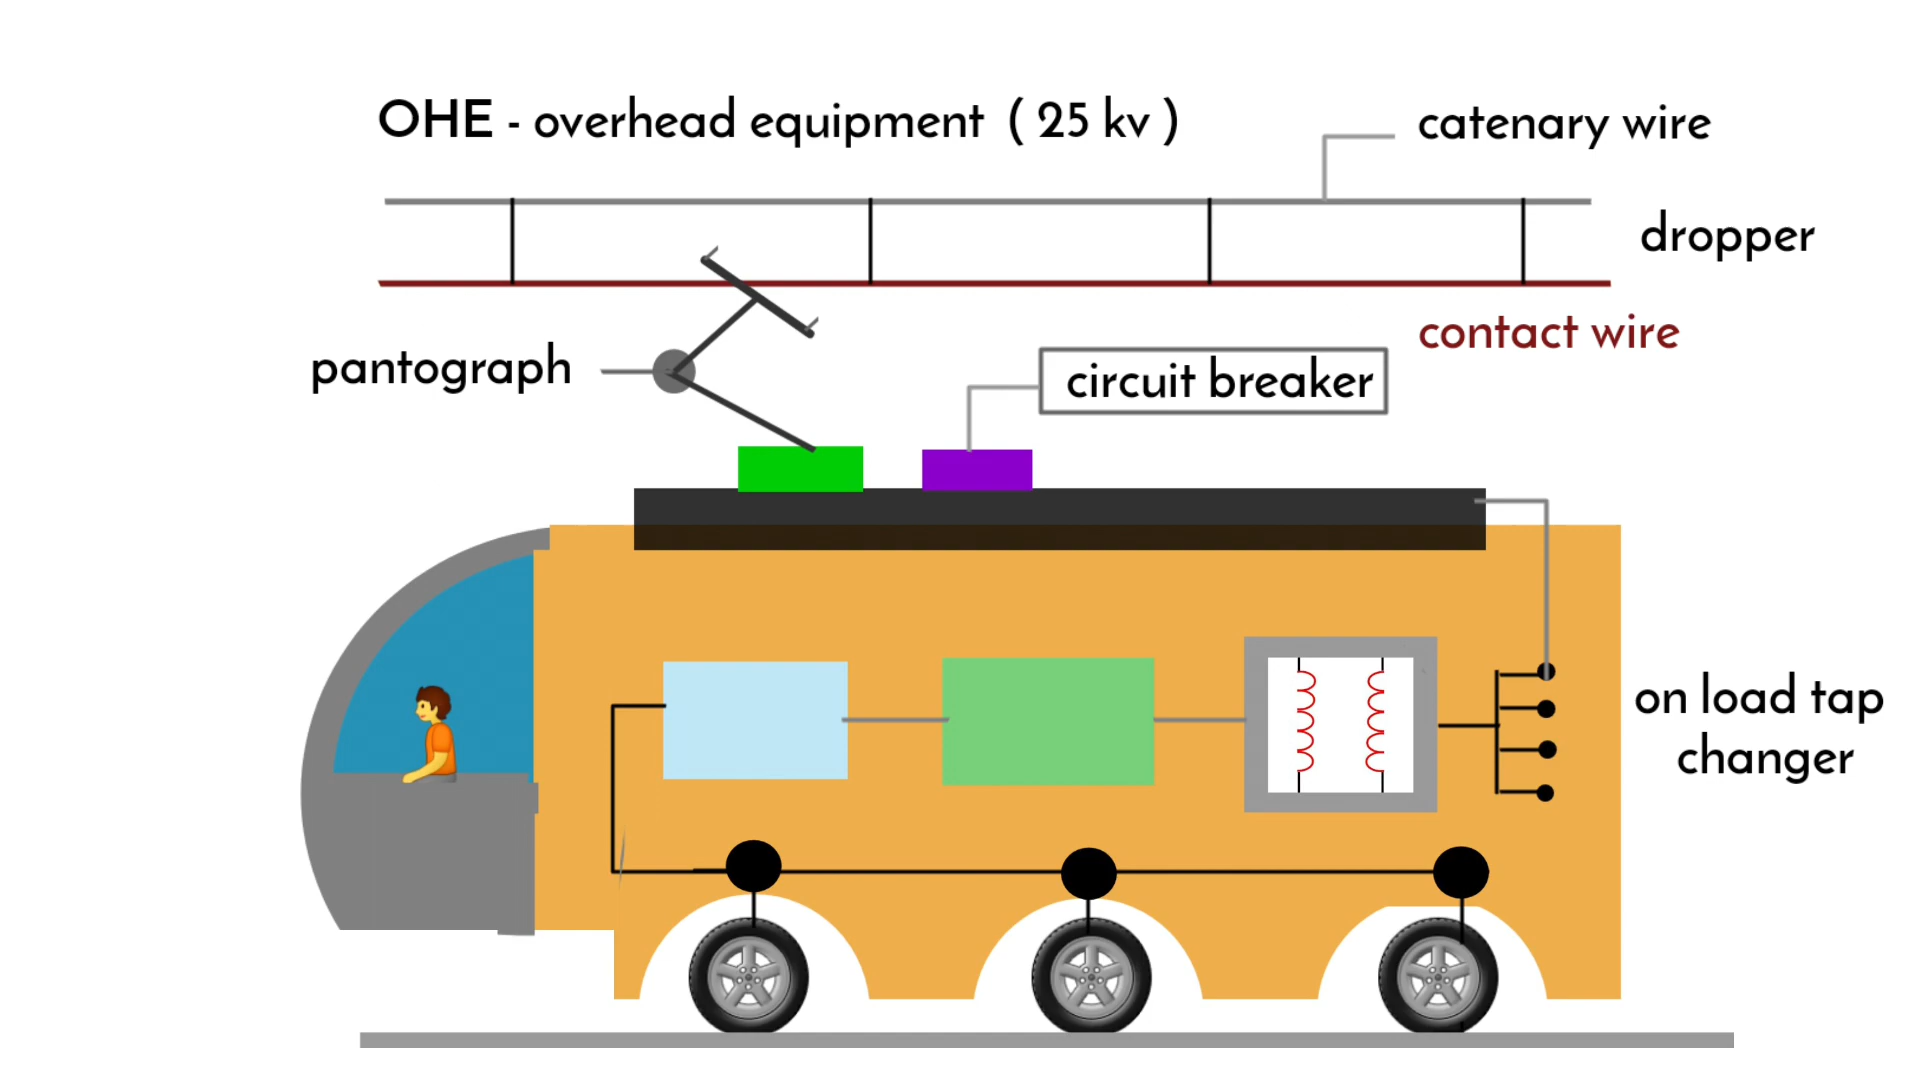 OHE - overhead equipment ( 25 kv )
catenary wire
dropper
contact wire
pantograph
circuit breaker
on load tap
changer